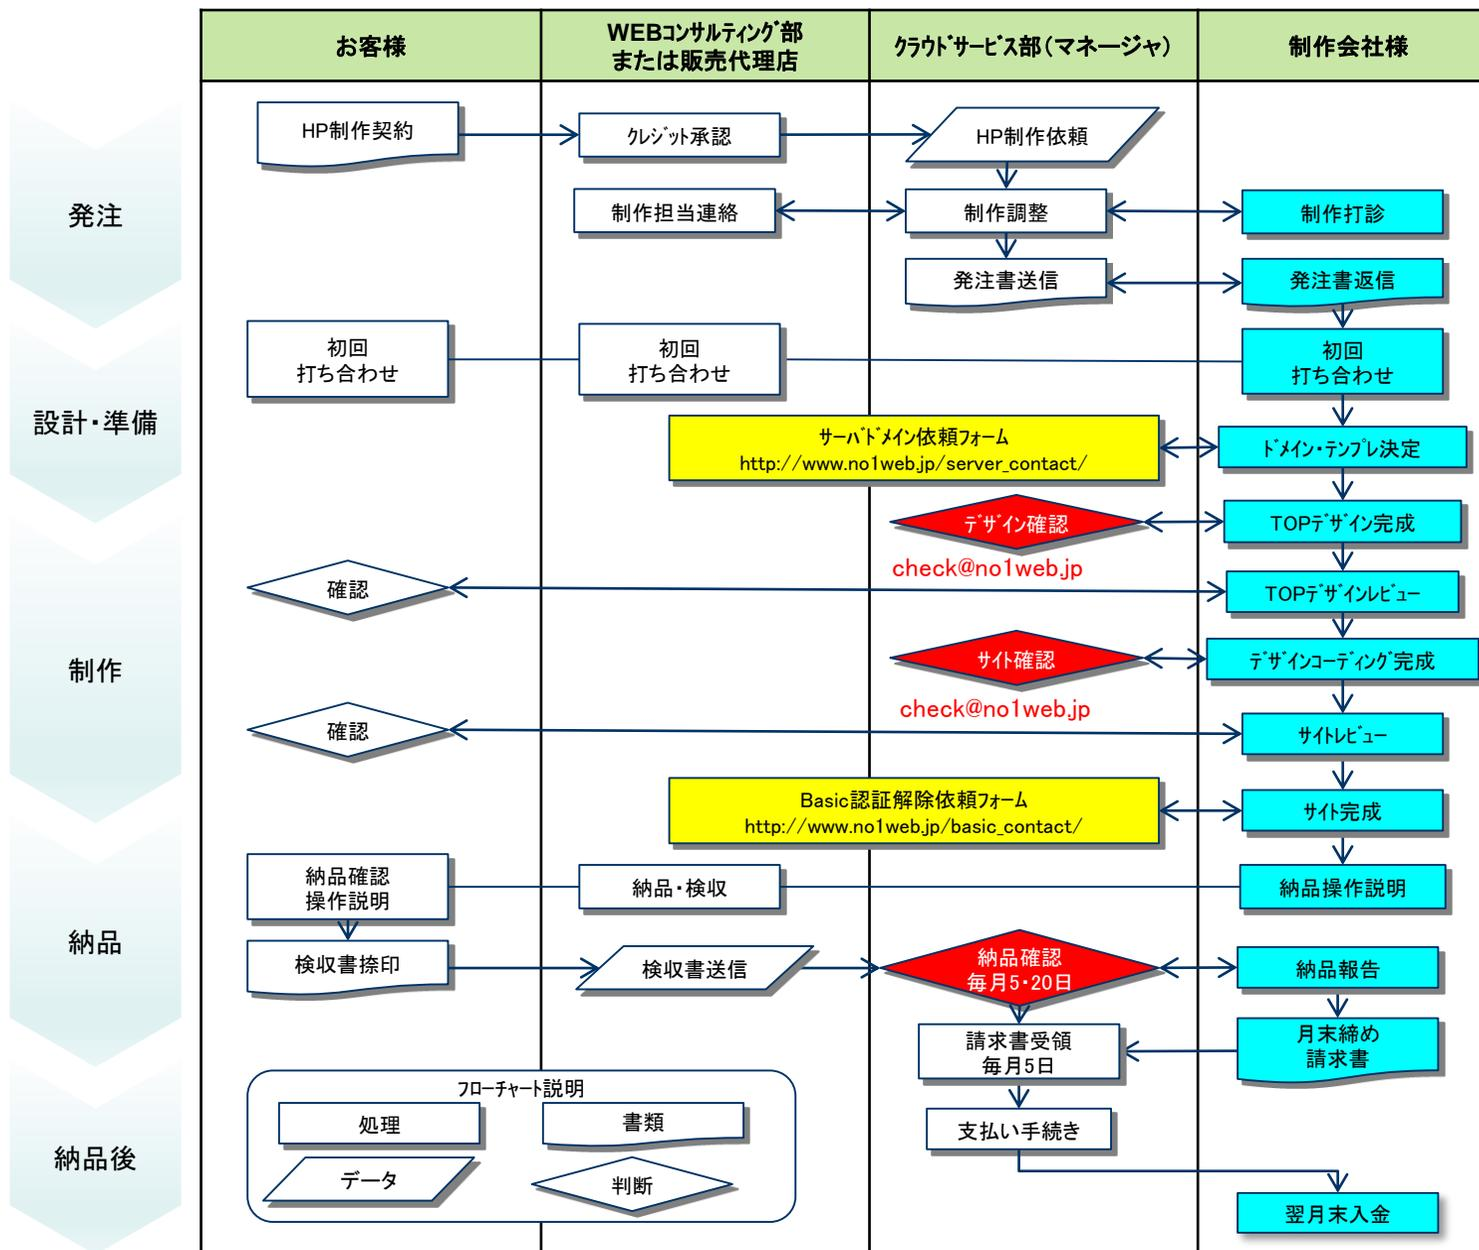 お客様
WEBコンサルティング部
または販売代理店
クラウドサービス部（マネージャ）
制作会社様
発注
HP制作契約
クレジット承認
HP制作依頼
制作担当連絡
制作調整
制作打診
発注書送信
発注書返信
設計・準備
初回
打ち合わせ
初回
打ち合わせ
初回
打ち合わせ
サーバドメイン依頼フォーム
http://www.no1web.jp/server_contact/
ドメイン・テンプレ決定
制作
デザイン確認
check@no1web.jp
TOPデザイン完成
確認
TOPデザインレビュー
サイト確認
check@no1web.jp
デザインコーディング完成
確認
サイトレビュー
Basic認証解除依頼フォーム
http://www.no1web.jp/basic_contact/
サイト完成
納品
納品確認
操作説明
納品・検収
納品操作説明
検収書捺印
検収書送信
納品確認
毎月5・20日
納品報告
請求書受領
毎月5日
月末締め
請求書
納品後
支払い手続き
翌月末入金
フローチャート説明
処理
書類
データ
判断